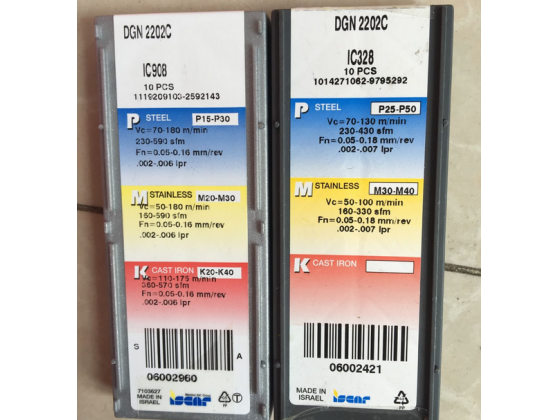 DGN 2202C
IC908
10 PCS
1119209103-2592143
P STEEL P15-P30
Vc=70-180 m/min
230-590 sfm
Fn=0.05-0.16 mm/rev
.002-.006 ipr
M STAINLESS M20-M30
Vc=50-180 m/min
160-590 sfm
Fn=0.05-0.16 mm/rev
.002-.006 ipr
K CAST IRON K20-K40
Vc=110-175 m/min
360-570 sfm
Fn=0.05-0.16 mm/rev
.002-.006 ipr
S A
06002960
7103627
MADE IN
ISRAEL
iscar
PP
T
DGN 2202C
IC328
10 PCS
1014271062-9795292
P STEEL P25-P50
Vc=70-130 m/min
230-430 sfm
Fn=0.05-0.18 mm/rev
.002-.007 ipr
M STAINLESS M30-M40
Vc=50-100 m/min
160-330 sfm
Fn=0.05-0.18 mm/rev
.002-.007 ipr
K CAST IRON
06002421
MADE IN
ISRAEL
iscar
PP